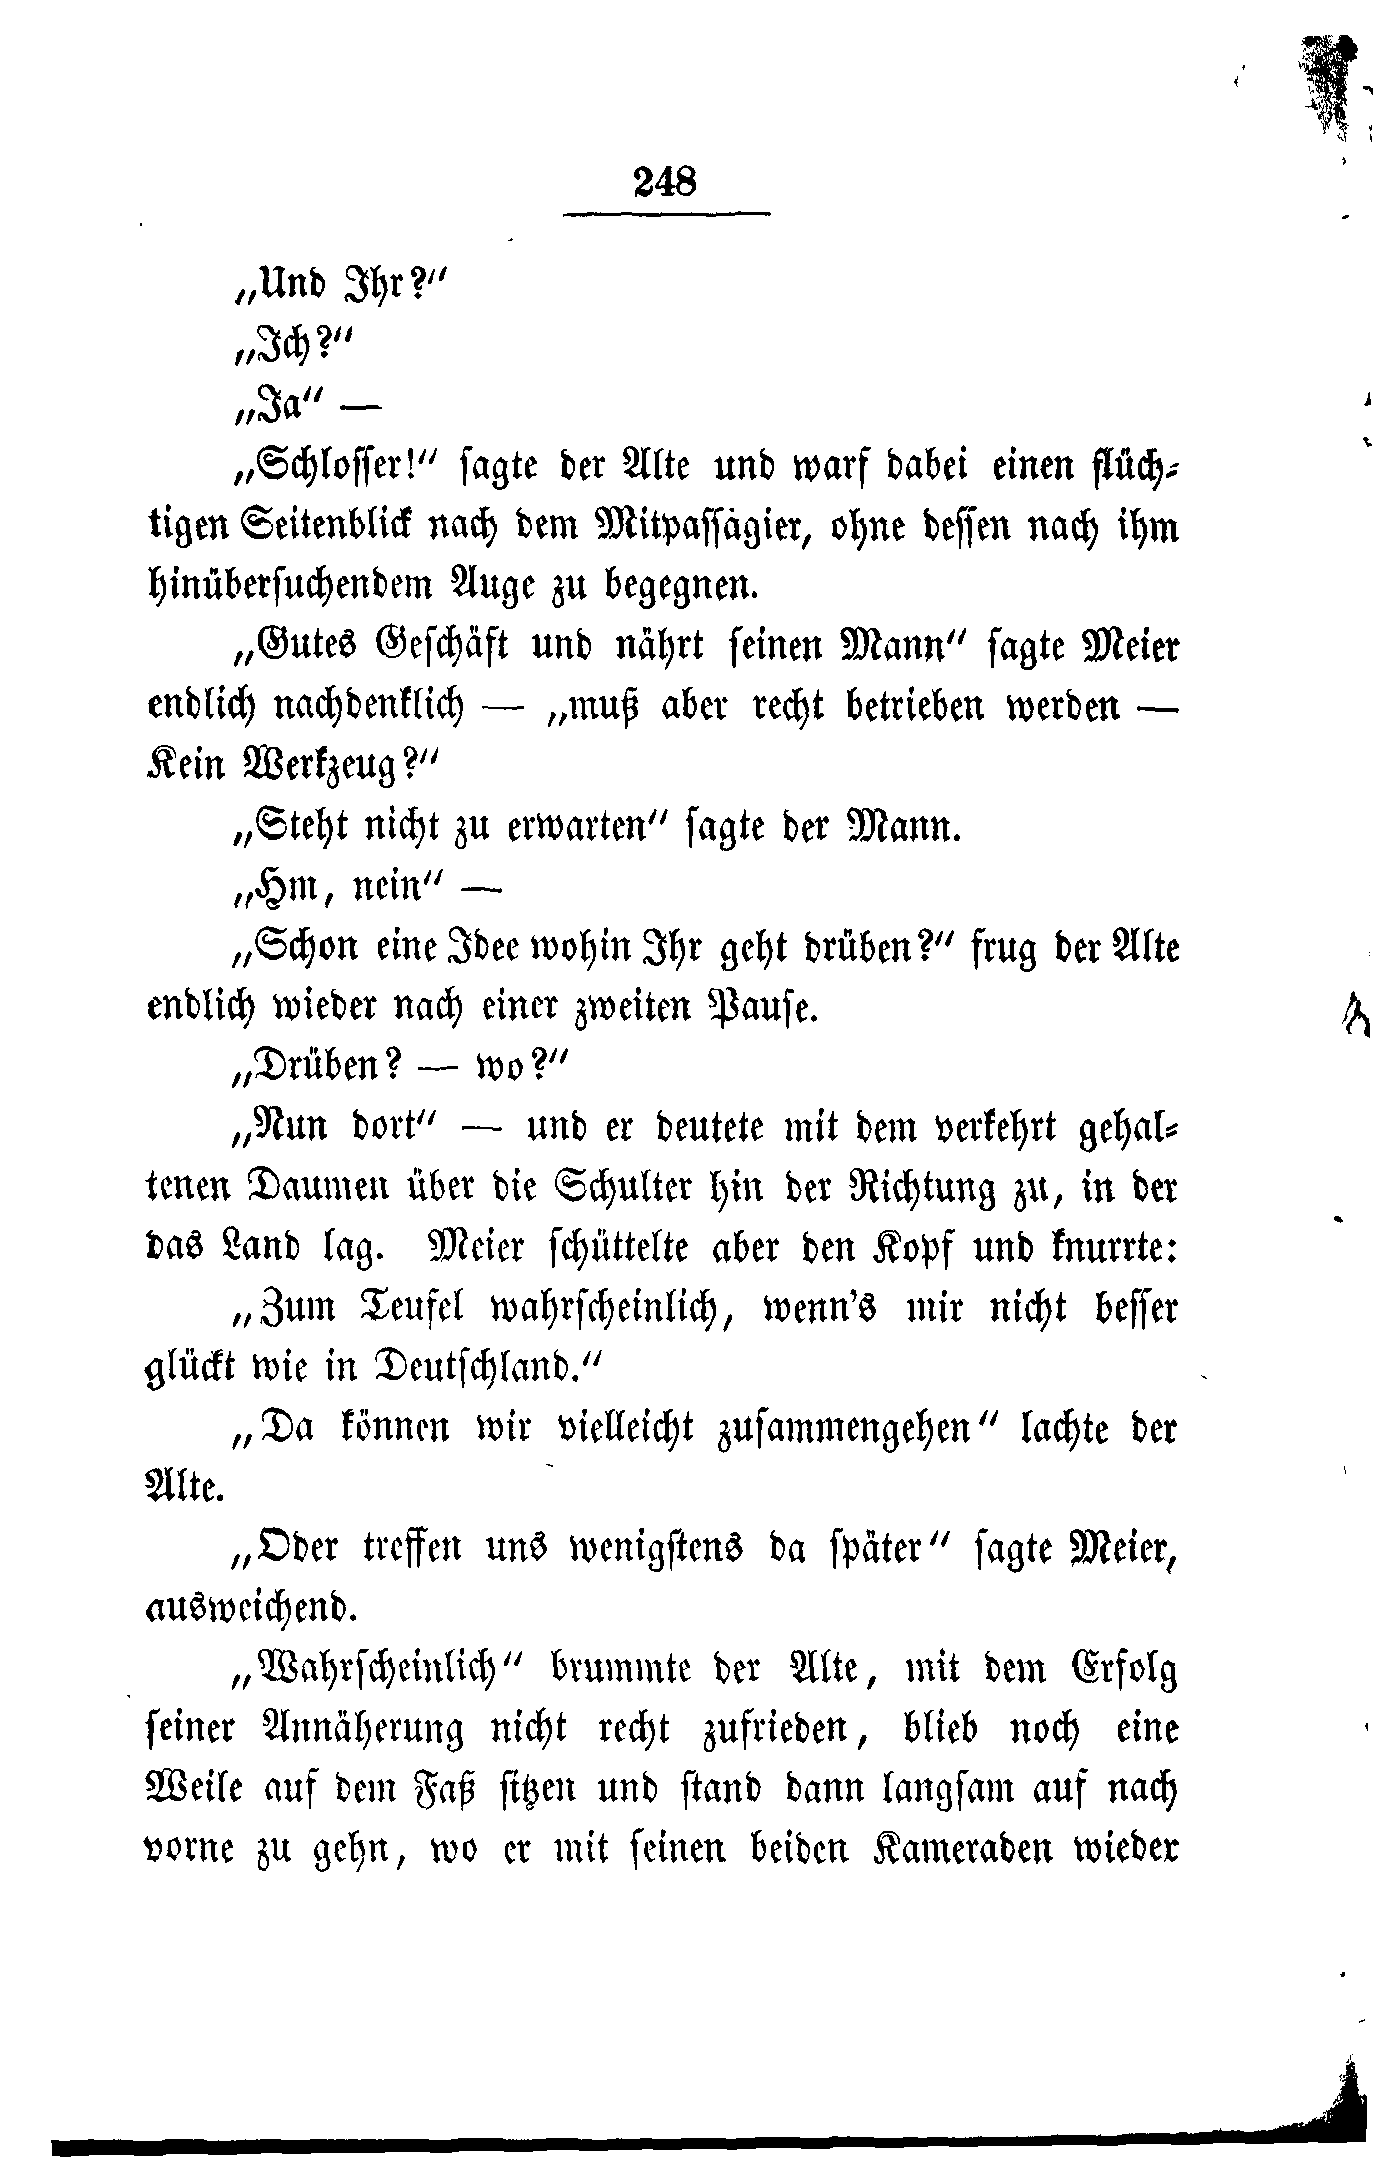 248
„Und Ihr?“
„Ich?“
„Ja“ —
„Schlosser!“ sagte der Alte und warf dabei einen flüch-
tigen Seitenblick nach dem Mitpassagier, ohne dessen nach ihm
hinübersuchendem Auge zu begegnen.
„Gutes Geschäft und nährt seinen Mann“ sagte Meier
endlich nachdenklich — „muß aber recht betrieben werden —
Kein Werkzeug?“
„Steht nicht zu erwarten“ sagte der Mann.
„Hm, nein“ —
„Schon eine Idee wohin Ihr geht drüben?“ frug der Alte
endlich wieder nach einer zweiten Pause.
„Drüben? — wo?“
„Nun dort“ — und er deutete mit dem verkehrt gehal-
tenen Daumen über die Schulter hin der Richtung zu, in der
das Land lag. Meier schüttelte aber den Kopf und knurrte:
„Zum Teufel wahrscheinlich, wenn's mir nicht besser
glückt wie in Deutschland.“
„Da können wir vielleicht zusammengehen“ lachte der
Alte.
„Oder treffen uns wenigstens da später“ sagte Meier,
ausweichend.
„Wahrscheinlich“ brummte der Alte, mit dem Erfolg
seiner Annäherung nicht recht zufrieden, blieb noch eine
Weile auf dem Faß sitzen und stand dann langsam auf nach
vorne zu gehn, wo er mit seinen beiden Kameraden wieder